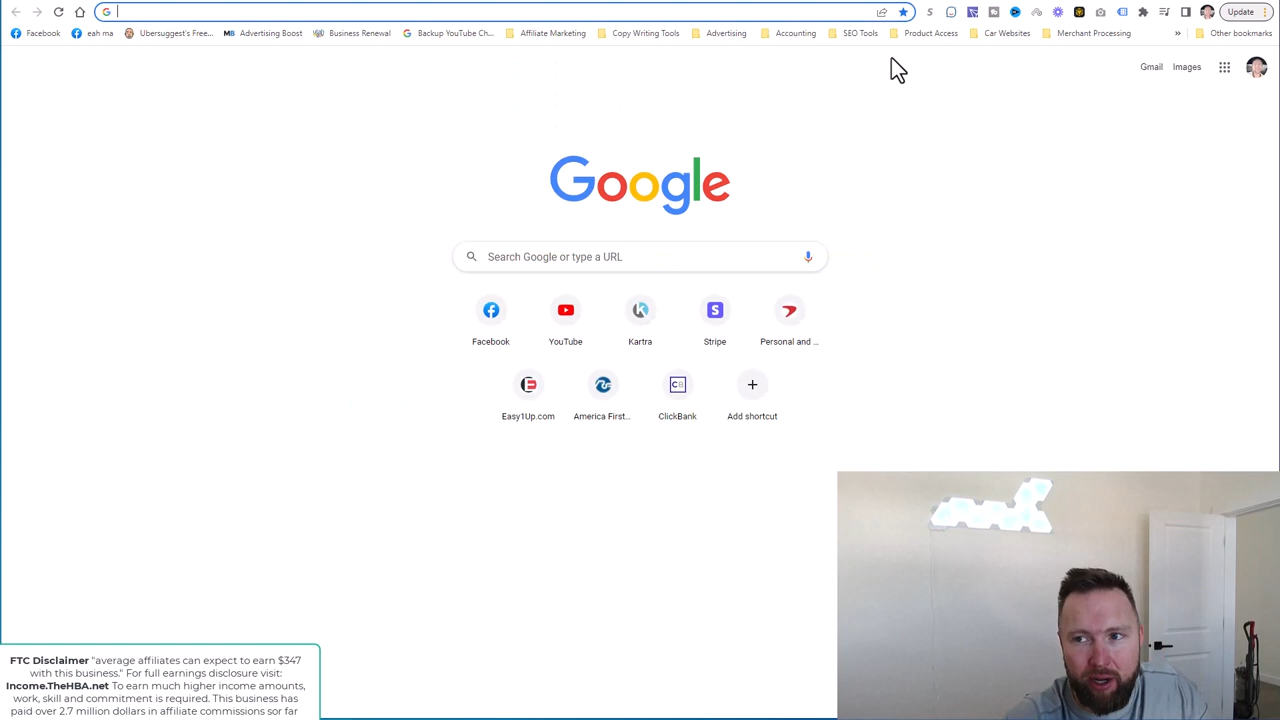 Update
Facebook
eah ma
Ubersuggest's Free...
MB Advertising Boost
Business Renewal
Backup YouTube Ch...
Affiliate Marketing
Copy Writing Tools
Advertising
Accounting
SEO Tools
Product Access
Car Websites
Merchant Processing
»
Other bookmarks
Gmail
Images
Google
Search Google or type a URL
Facebook
YouTube
Kartra
Stripe
Personal and ...
Easy1Up.com
America First...
CB
ClickBank
Add shortcut
FTC Disclaimer "average affiliates can expect to earn $347
with this business." For full earnings disclosure visit:
Income.TheHBA.net To earn much higher income amounts,
work, skill and commitment is required. This business has
paid over 2.7 million dollars in affiliate commissions sor far